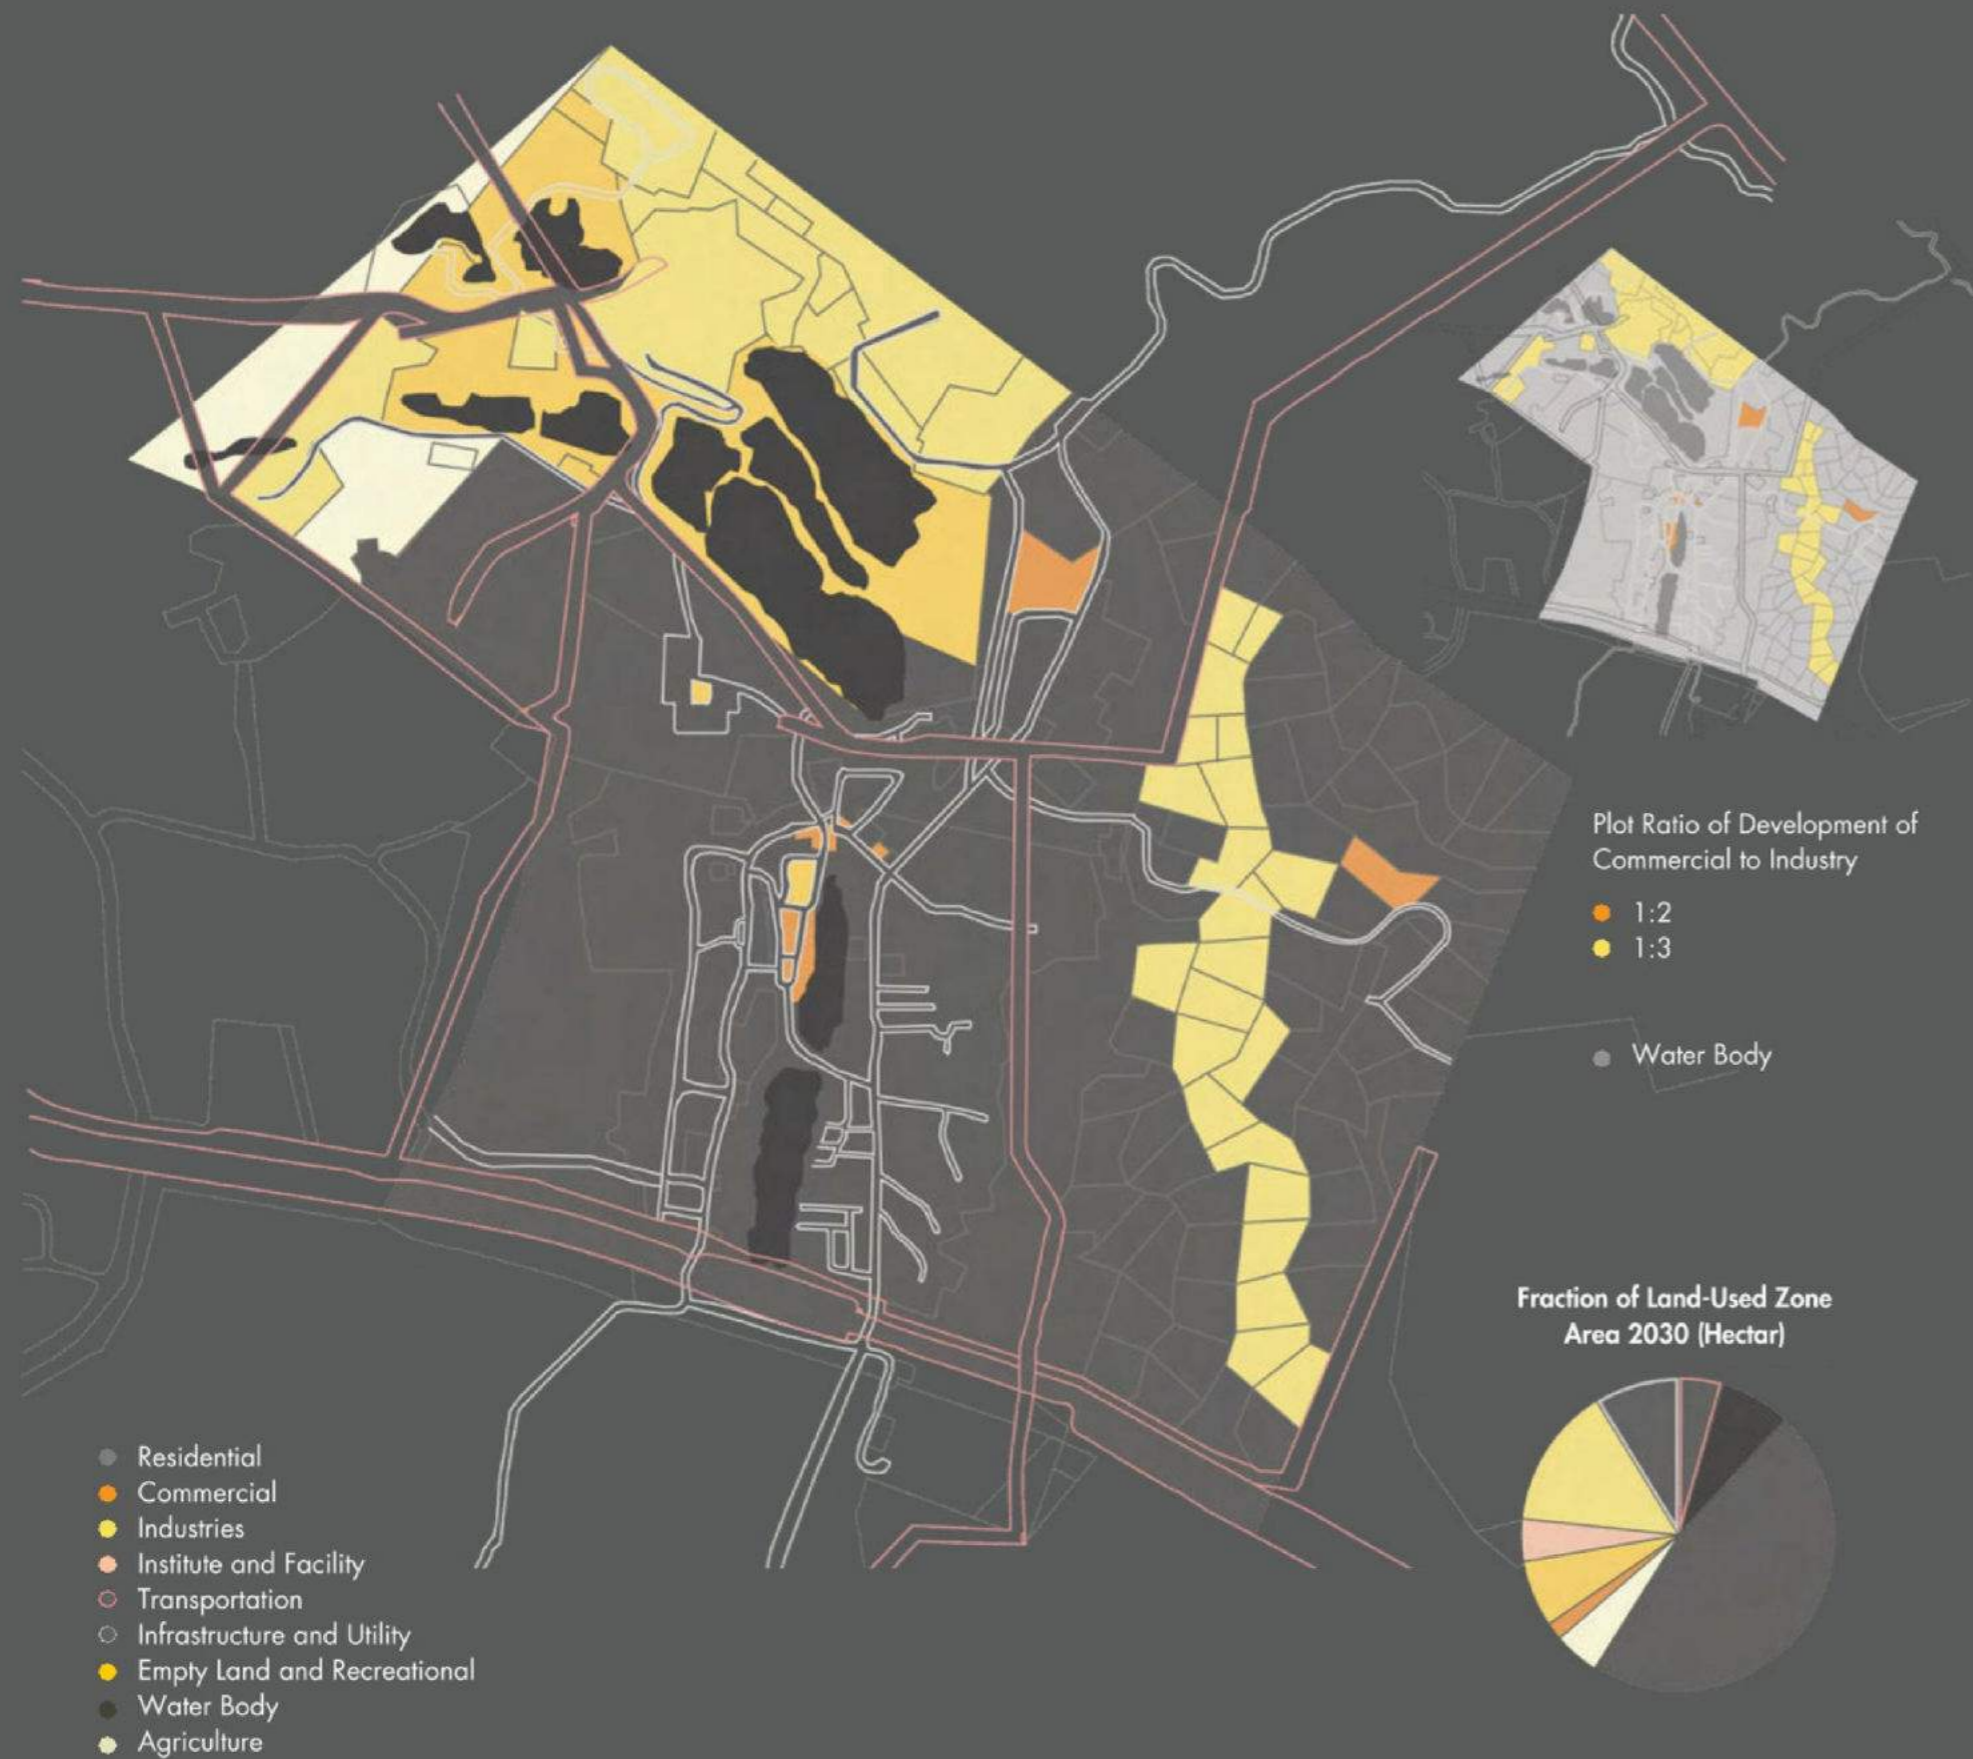 Plot Ratio of Development of
Commercial to Industry
1:2
1:3
Water Body
Fraction of Land-Used Zone
Area 2030 (Hectar)
Residential
Commercial
Industries
Institute and Facility
Transportation
Infrastructure and Utility
Empty Land and Recreational
Water Body
Agriculture